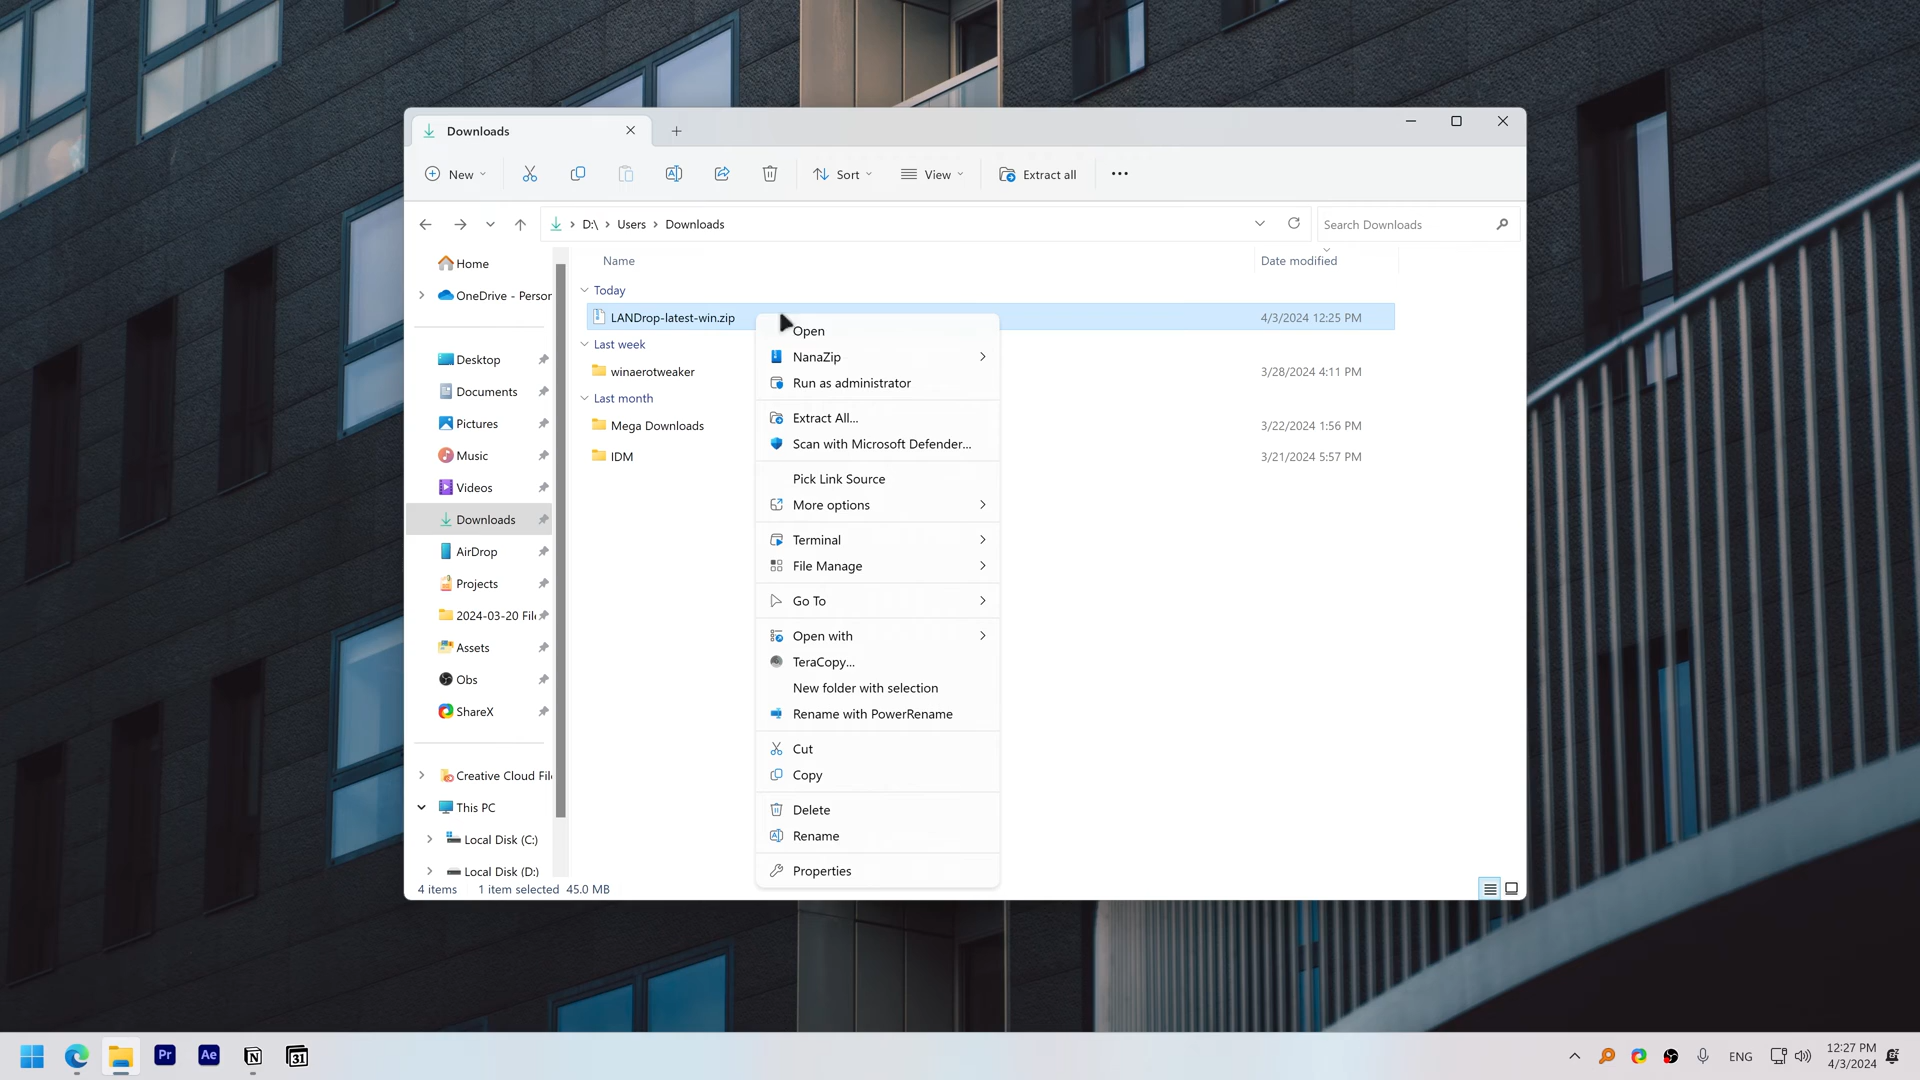 Downloads
New
Sort
View
Extract all
D:\ > Users > Downloads
Search Downloads
Home
OneDrive - Person
Desktop
Documents
Pictures
Music
Videos
Downloads
AirDrop
Projects
2024-03-20 File
Assets
Obs
ShareX
Creative Cloud File
This PC
Local Disk (C:)
Local Disk (D:)
Name
Date modified
Today
LANDrop-latest-win.zip
4/3/2024 12:25 PM
Last week
winaerotweaker
3/28/2024 4:11 PM
Last month
Mega Downloads
3/22/2024 1:56 PM
IDM
3/21/2024 5:57 PM
Open
NanaZip
Run as administrator
Extract All...
Scan with Microsoft Defender...
Pick Link Source
More options
Terminal
File Manage
Go To
Open with
TeraCopy...
New folder with selection
Rename with PowerRename
Cut
Copy
Delete
Rename
Properties
4 items
1 item selected 45.0 MB
Pr
Ae
N
31
ENG
12:27 PM
4/3/2024